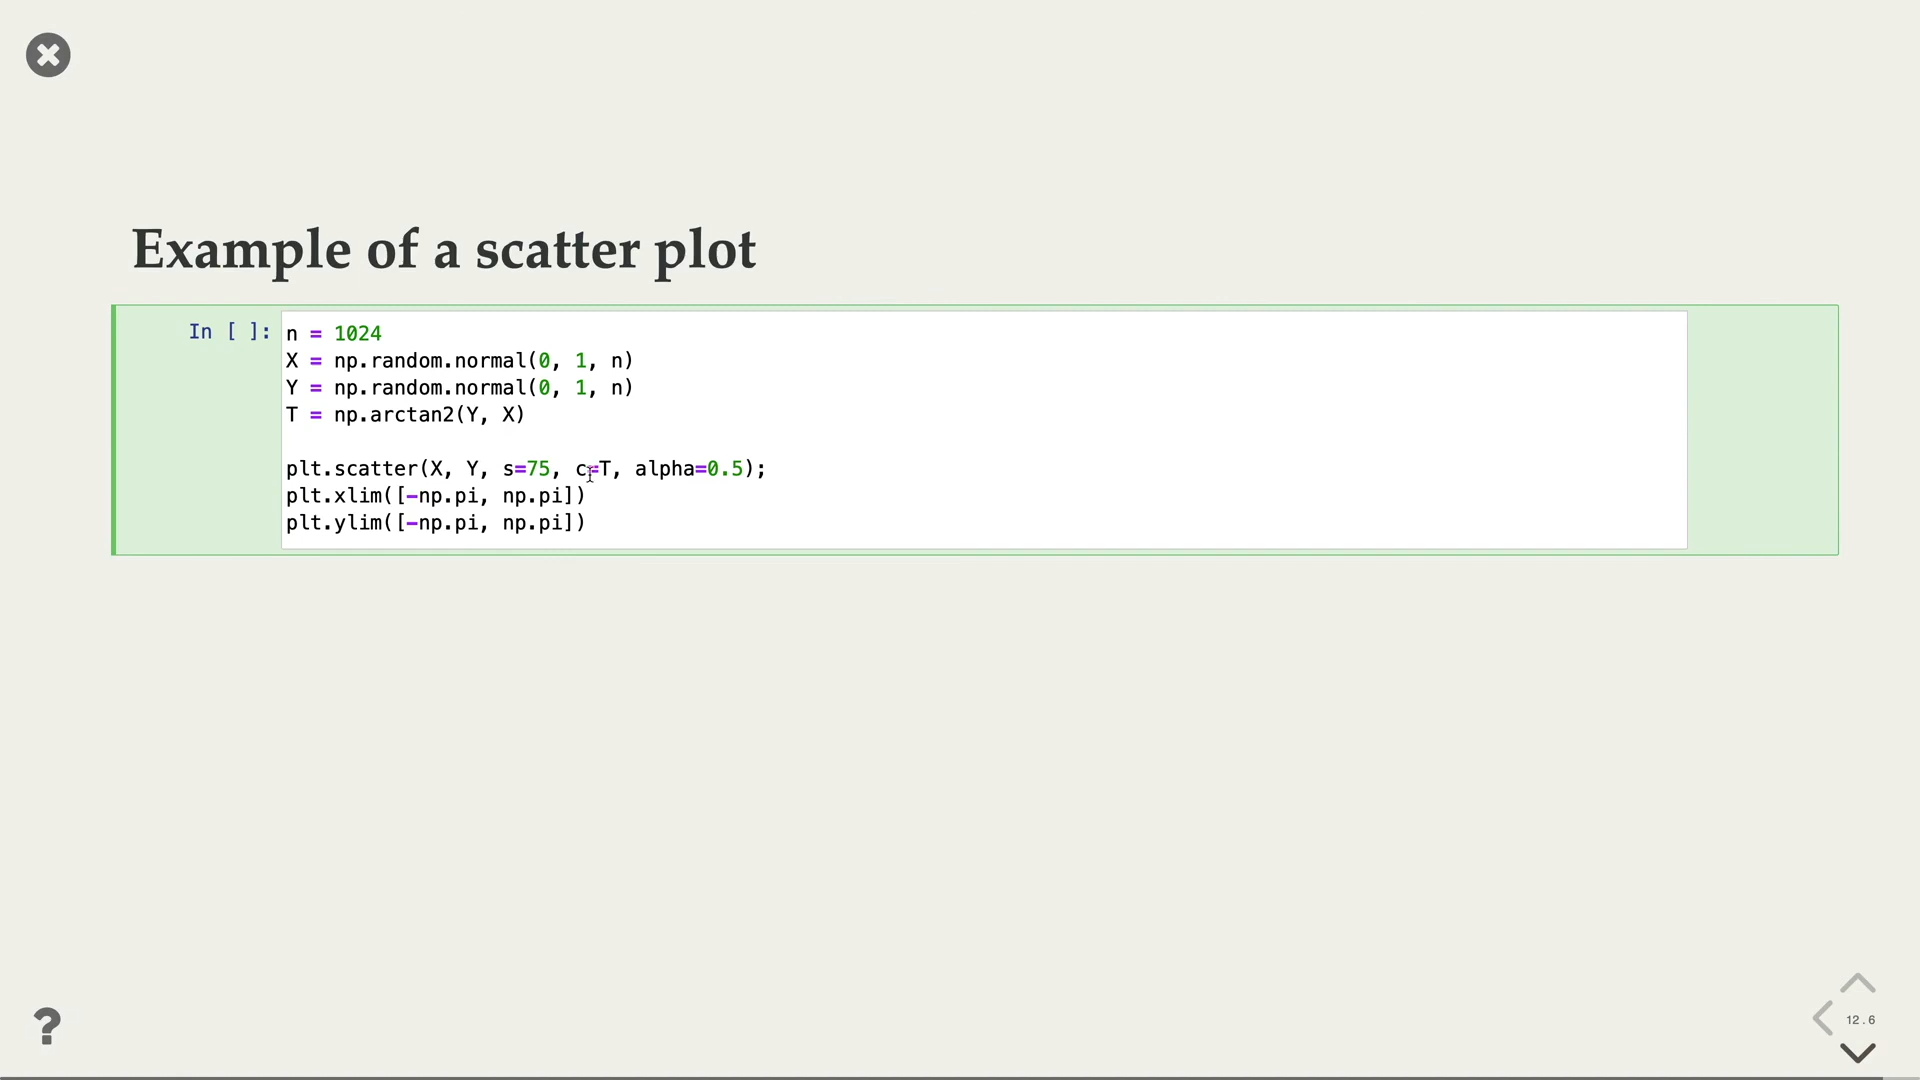 Example of a scatter plot
In [ ]:
n = 1024
X = np.random.normal(0, 1, n)
Y = np.random.normal(0, 1, n)
T = np.arctan2(Y, X)
plt.scatter(X, Y, s=75, c=T, alpha=0.5);
plt.xlim([-np.pi, np.pi])
plt.ylim([-np.pi, np.pi])
?
12.6